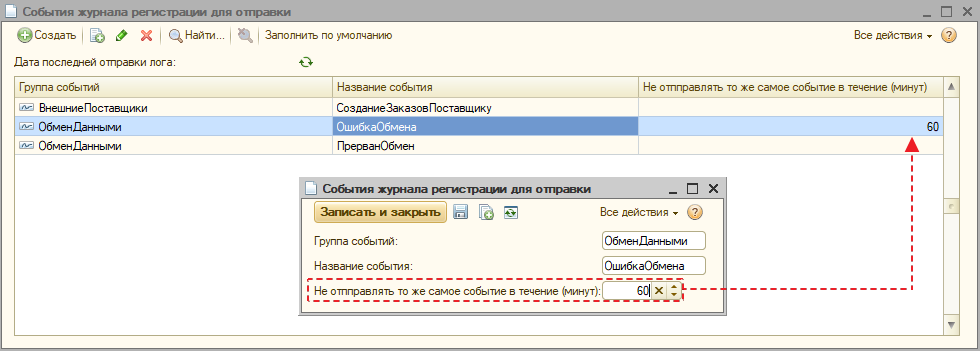 События журнала регистрации для отправки
Создать Найти... Заполнить по умолчанию Все действия ?
Дата последней отправки лога:
Группа событий Название события Не отпправлять то же самое событие в течение (минут)
ВнешниеПоставщики СозданиеЗаказовПоставщику
ОбменДанными ОшибкаОбмена 60
ОбменДанными ПрерванОбмен
События журнала регистрации для отправки
Записать и закрыть Все действия ?
Группа событий: ОбменДанными
Название события: ОшибкаОбмена
Не отпправлять то же самое событие в течение (минут): 60